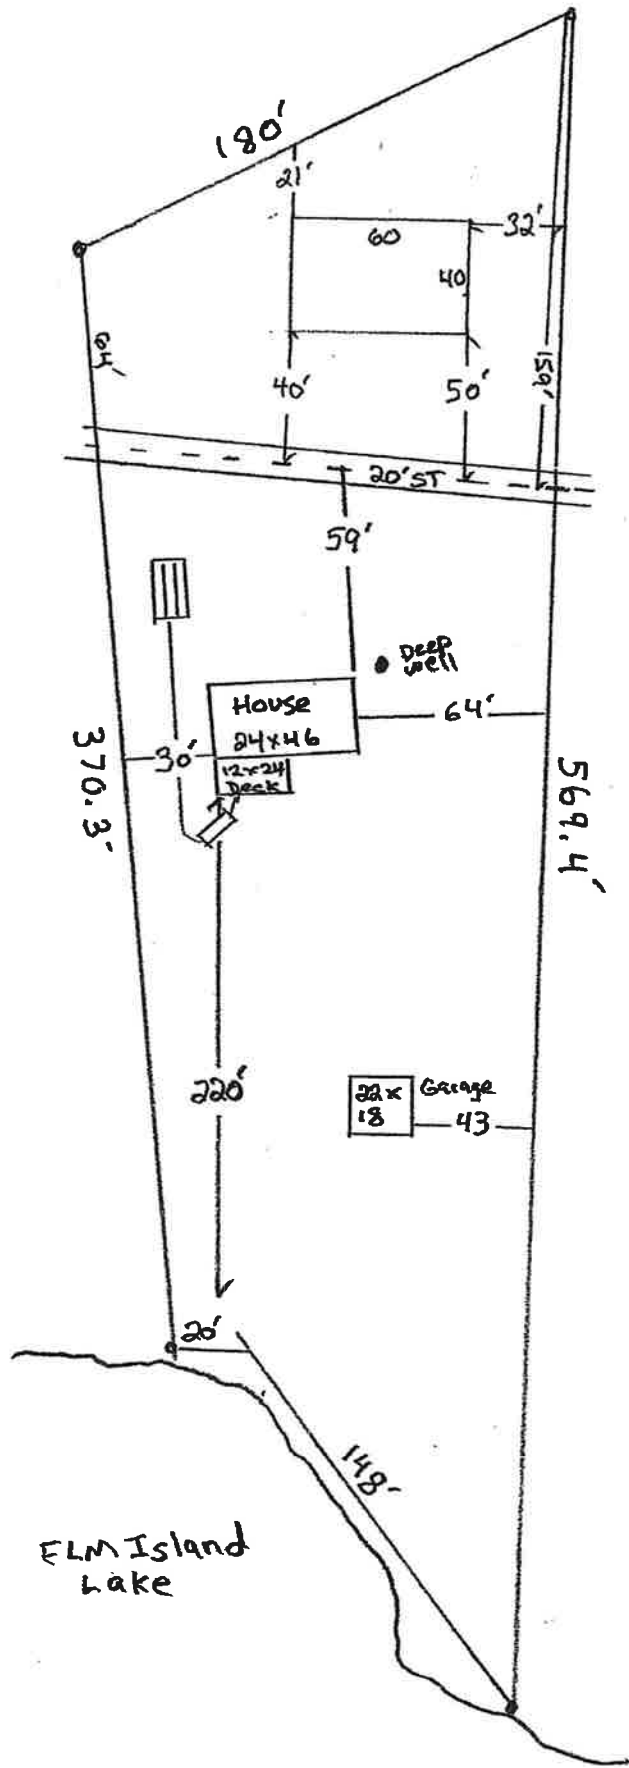 180'
21'
60
32'
40
64'
159'
40'
50'
20' ST
59'
Deep
well
House
24x46
64'
30'
12x24
Deck
370.3'
569.4'
220'
22x
18
Garage
43
20'
148'
ELM Island
Lake